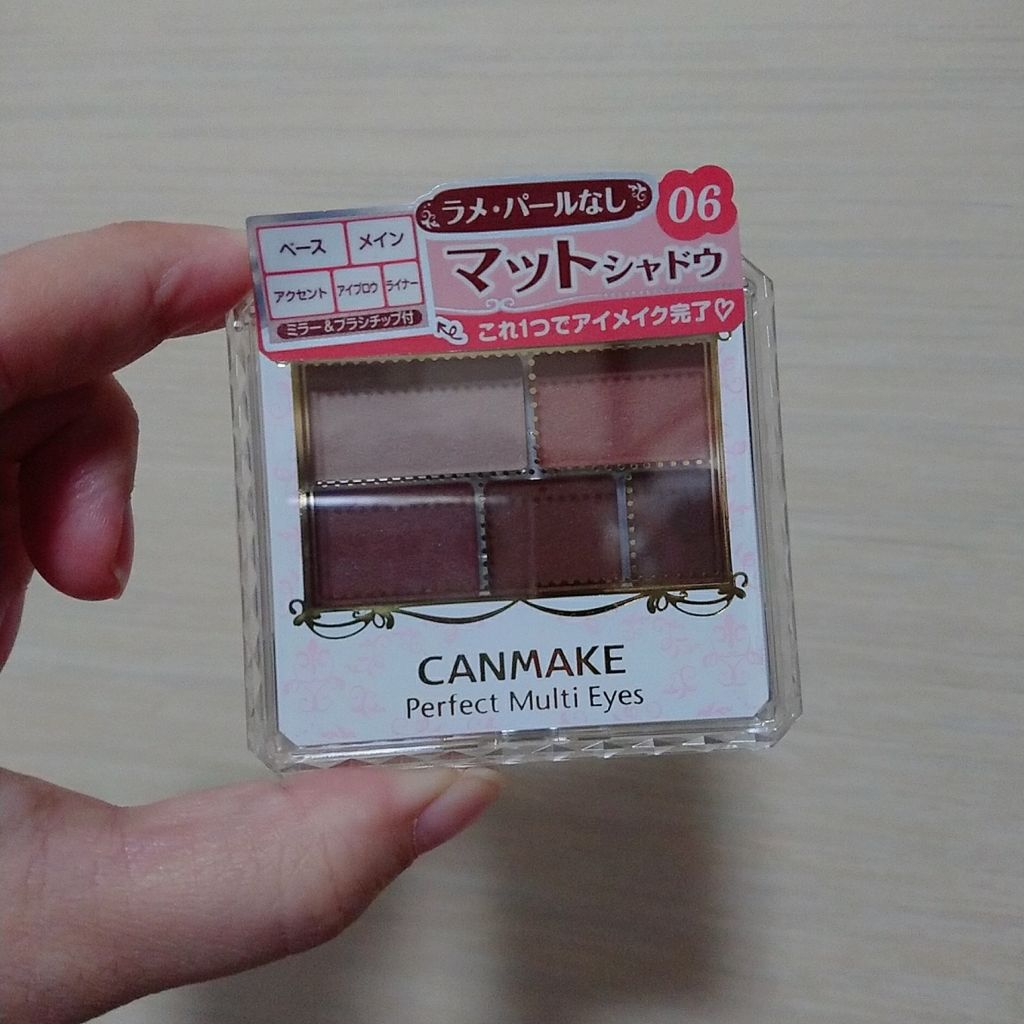 ラメ・パールなし
06
マットシャドウ
これ1つでアイメイク完了♡
ベース メイン
アクセント アイブロウ ライナー
ミラー&ブラシチップ付
CANMAKE
Perfect Multi Eyes